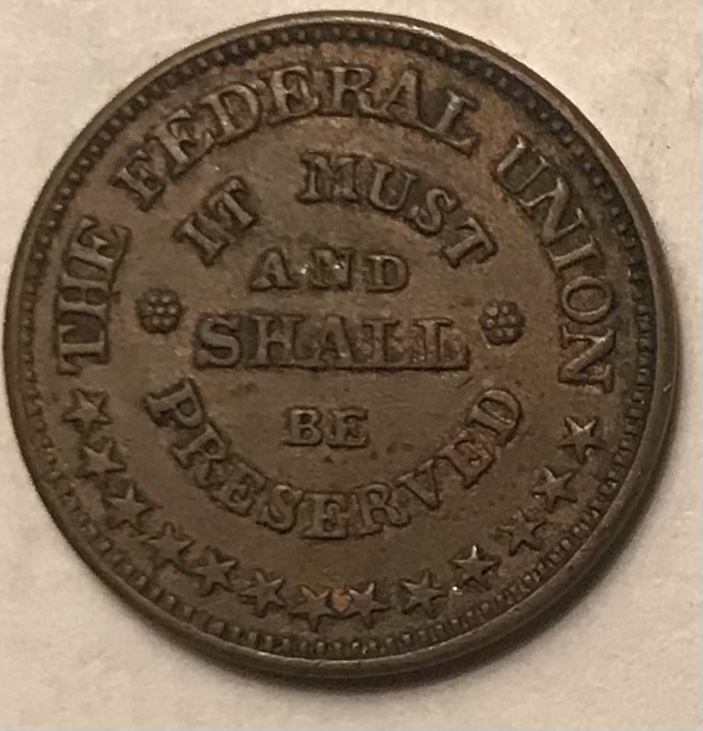 THE FEDERAL UNION
IT MUST
AND
SHALL
BE
PRESERVED